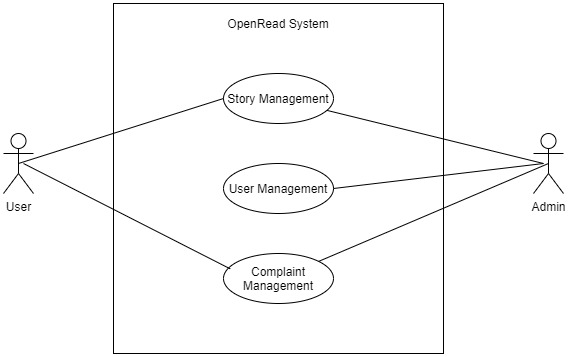 OpenRead System
Story Management
User Management
User
Admin
Complaint
Management